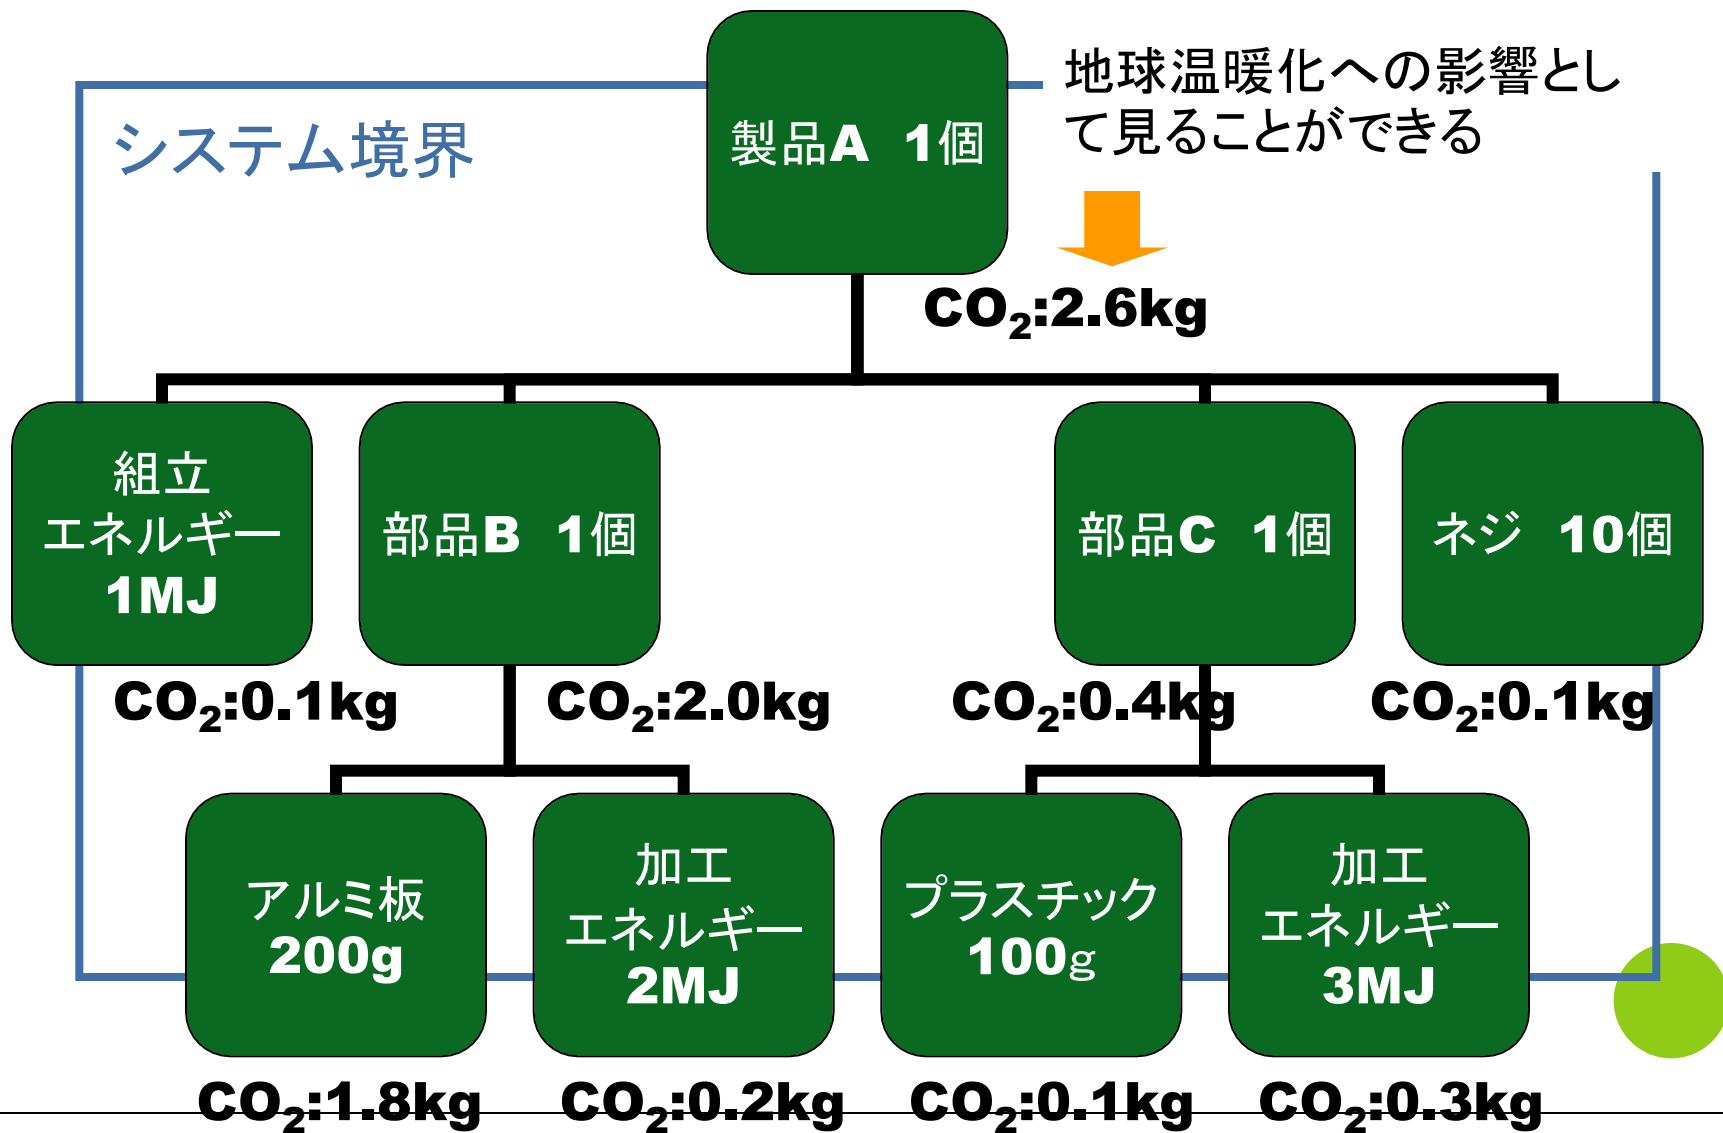 地球温暖化への影響とし
て見ることができる
システム境界
製品A 1個
CO₂:2.6kg
組立
エネルギー
1MJ
部品B 1個
部品C 1個
ネジ 10個
CO₂:0.1kg
CO₂:2.0kg
CO₂:0.4kg
CO₂:0.1kg
アルミ板
200g
加工
エネルギー
2MJ
プラスチック
100g
加工
エネルギー
3MJ
CO₂:1.8kg
CO₂:0.2kg
CO₂:0.1kg
CO₂:0.3kg